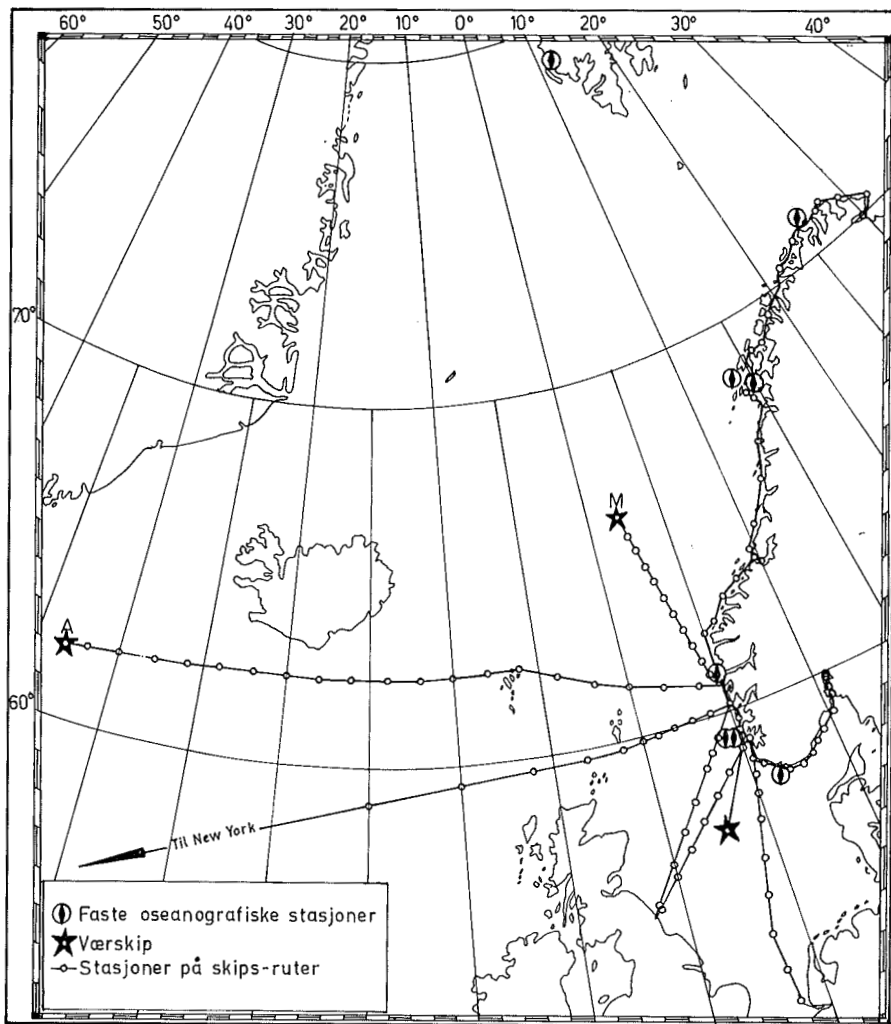 60° 50° 40° 30° 20° 10° 0° 10° 20° 30° 40°
70°
M
A
60°
Til New York
Faste oseanografiske stasjoner
Værskip
Stasjoner på skips-ruter